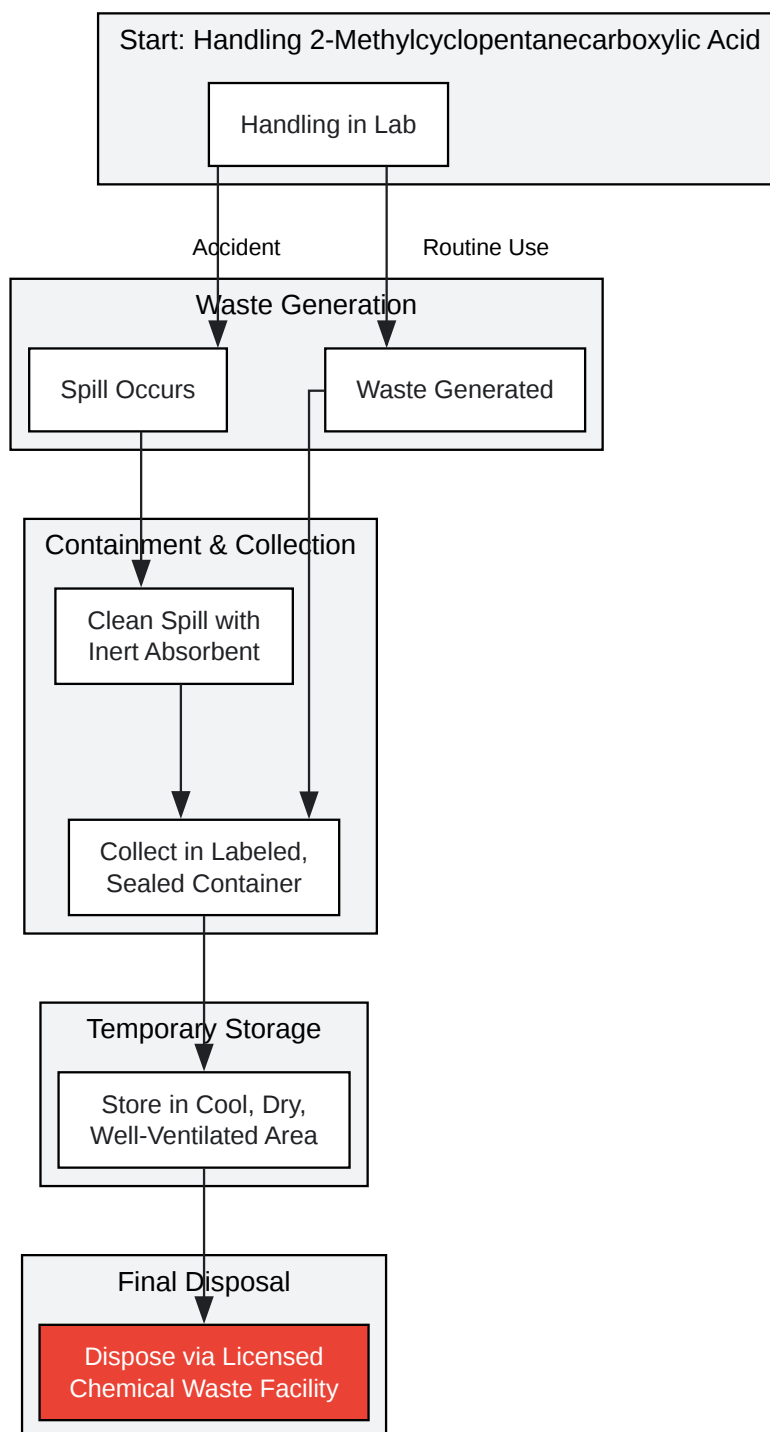 Start: Handling 2-Methylcyclopentanecarboxylic Acid
Handling in Lab
Accident
Routine Use
Waste Generation
Spill Occurs
Waste Generated
Containment & Collection
Clean Spill with
Inert Absorbent
Collect in Labeled,
Sealed Container
Temporary Storage
Store in Cool, Dry,
Well-Ventilated Area
Final Disposal
Dispose via Licensed
Chemical Waste Facility